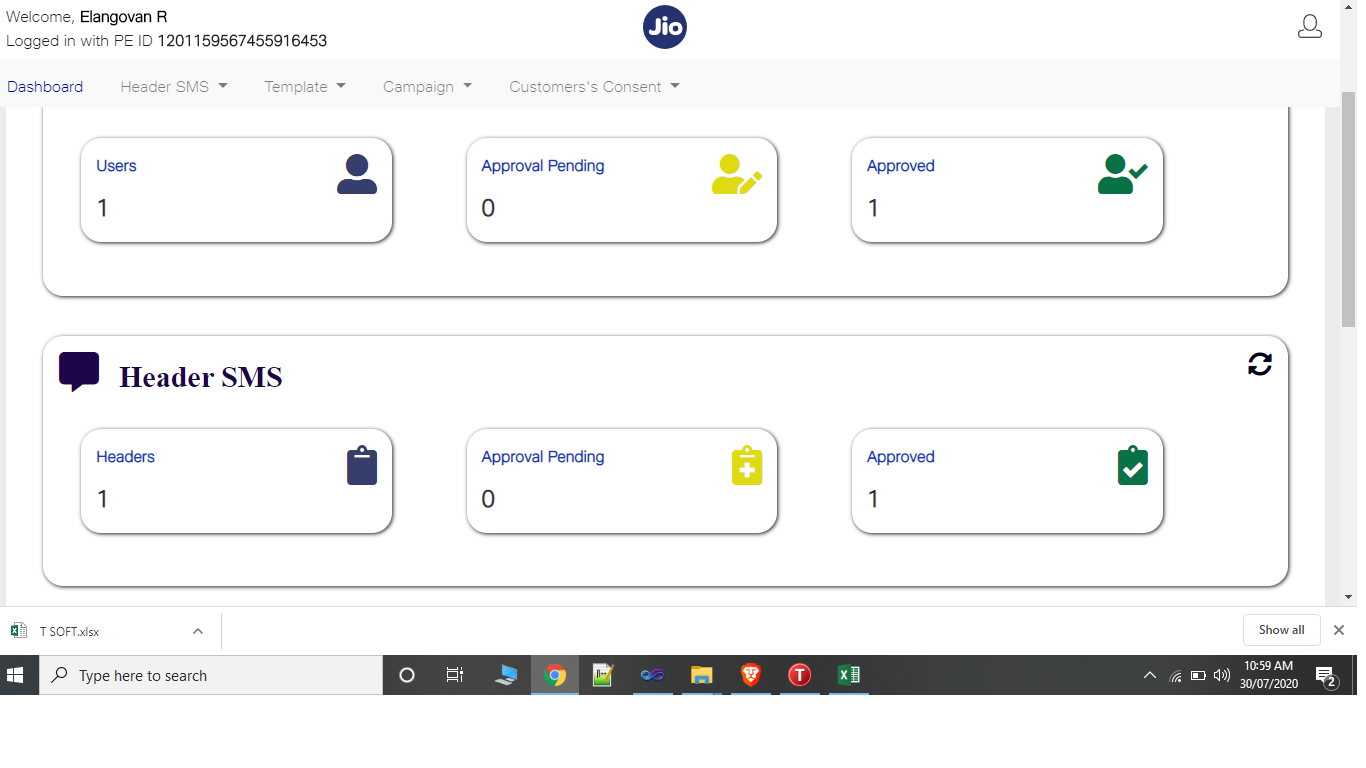 Welcome, Elangovan R
Logged in with PE ID 1201159567455916453
Jio
Dashboard Header SMS Template Campaign Customers's Consent
Users Approval Pending Approved
1 0 1
Header SMS
Headers Approval Pending Approved
1 0 1
T SOFT.xlsx Show all
Type here to search
10:59 AM
30/07/2020
2